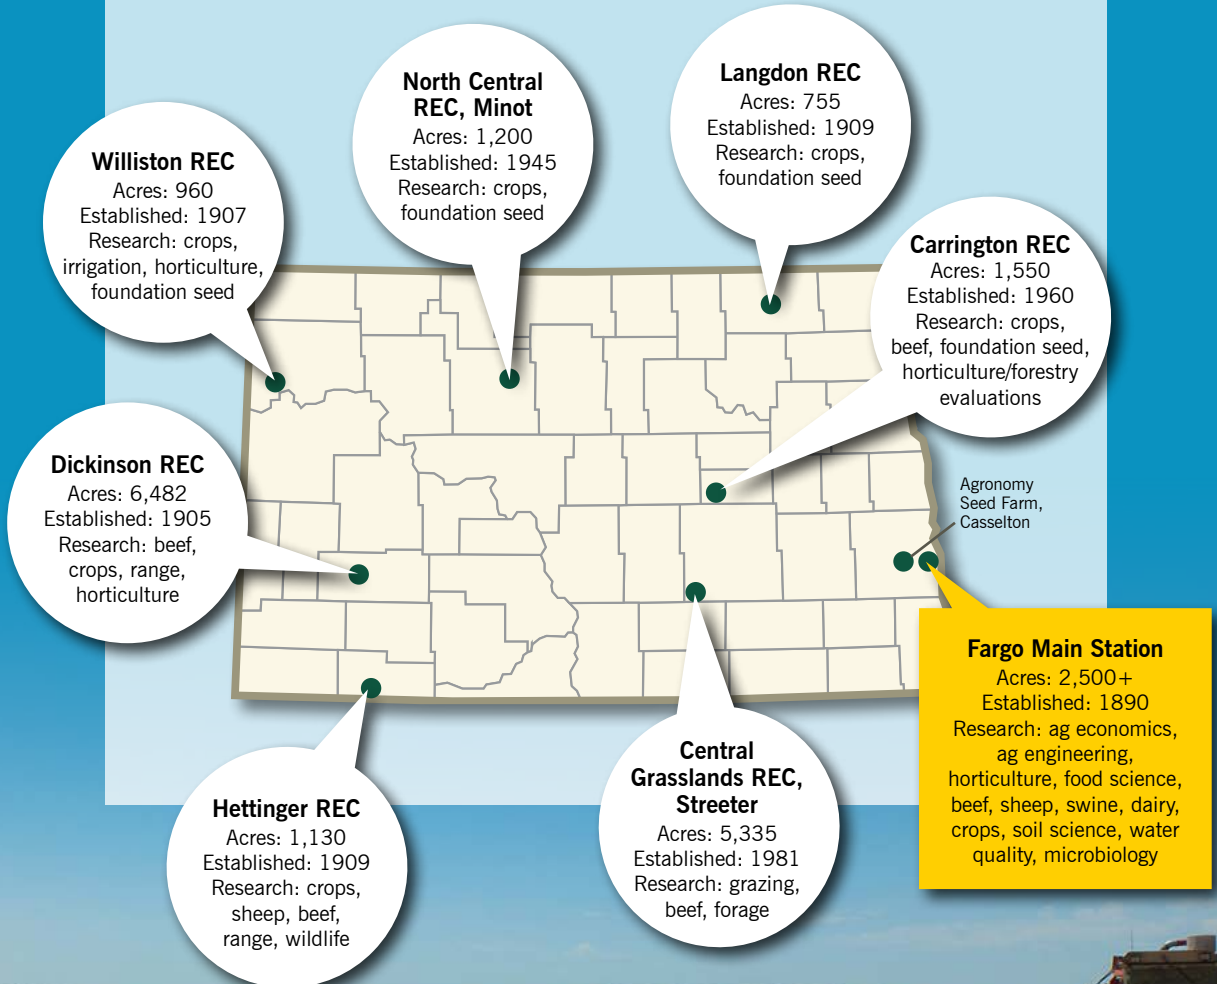 North Central
REC, Minot
Acres: 1,200
Established: 1945
Research: crops,
foundation seed
Langdon REC
Acres: 755
Established: 1909
Research: crops,
foundation seed
Williston REC
Acres: 960
Established: 1907
Research: crops,
irrigation, horticulture,
foundation seed
Carrington REC
Acres: 1,550
Established: 1960
Research: crops,
beef, foundation seed,
horticulture/forestry
evaluations
Dickinson REC
Acres: 6,482
Established: 1905
Research: beef,
crops, range,
horticulture
Agronomy
Seed Farm,
Casselton
Fargo Main Station
Acres: 2,500+
Established: 1890
Research: ag economics,
ag engineering,
horticulture, food science,
beef, sheep, swine, dairy,
crops, soil science, water
quality, microbiology
Central
Grasslands REC,
Streeter
Acres: 5,335
Established: 1981
Research: grazing,
beef, forage
Hettinger REC
Acres: 1,130
Established: 1909
Research: crops,
sheep, beef,
range, wildlife